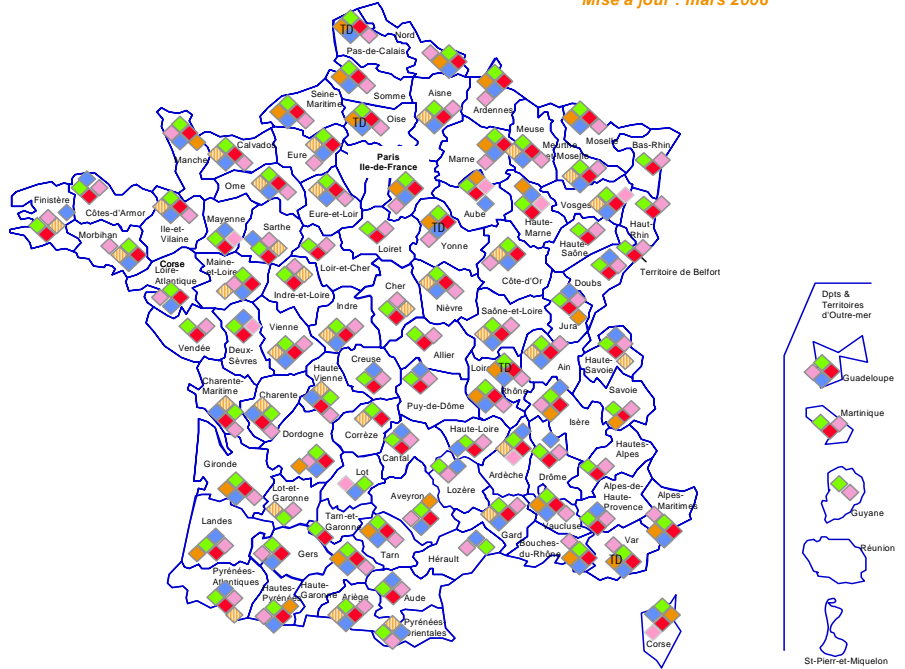 Mise à jour : mars 2006
Nord
Pas-de-Calais
TD
Seine-
Maritime
Somme
Aisne
Ardennes
TD
Oise
Manche
Calvados
Eure
Paris
Ile-de-France
Marne
Meuse
Meurthe
et-Moselle
Moselle
Bas-Rhin
Finistère
Côtes-d'Armor
Orne
Eure-et-Loir
Aube
Haute-
Marne
Vosges
Haut-
Rhin
Morbihan
Ile-et-
Vilaine
Mayenne
Sarthe
Loiret
TD
Yonne
Haute-
Saône
Territoire de Belfort
Corse
Loire-
Atlantique
Maine-
et-Loire
Indre-et-Loire
Loir-et-Cher
Cher
Nièvre
Côte-d'Or
Doubs
Jura
Vendée
Deux-
Sèvres
Vienne
Indre
Allier
Saône-et-Loire
Ain
Haute-
Savoie
Charente-
Maritime
Charente
Haute-
Vienne
Creuse
Puy-de-Dôme
Loire
TD
Rhône
Isère
Savoie
Dordogne
Corrèze
Cantal
Haute-Loire
Ardèche
Drôme
Hautes-
Alpes
Gironde
Lot-et-
Garonne
Lot
Aveyron
Lozère
Gard
Vaucluse
Alpes-de-
Haute-
Provence
Alpes-
Maritimes
Landes
Gers
Tarn-et-
Garonne
Tarn
Hérault
Bouches-
du-Rhône
TD
Var
Pyrénées-
Atlantiques
Hautes-
Pyrénées
Haute-
Garonne
Ariège
Aude
Pyrénées-
Orientales
Corse
Dpts &
Territoires
d'Outre-mer
Guadeloupe
Martinique
Guyane
Réunion
St-Pierr-et-Miquelon